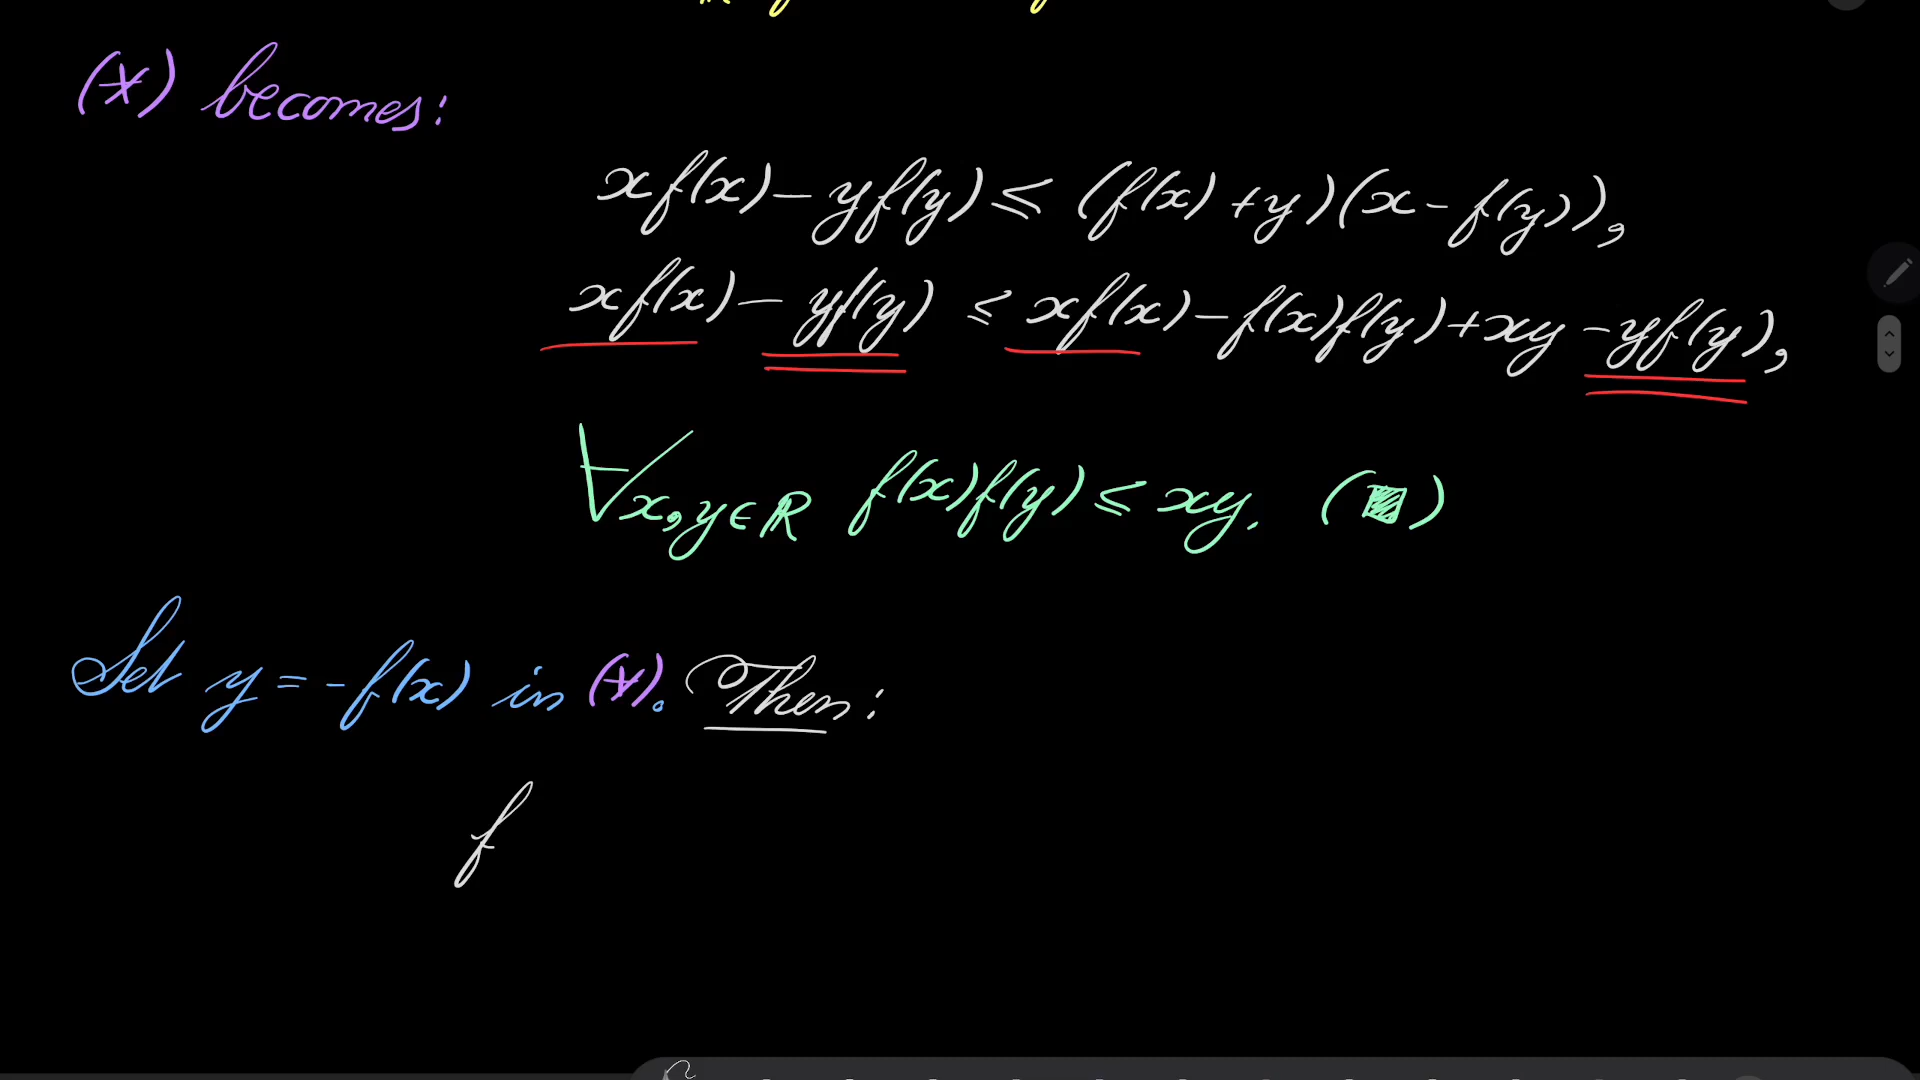 (*) becomes:
xf(x) - yf(y) ≤ (f(x) + y)(x - f(y)),
xf(x) - yf(y) ≤ xf(x) - f(x)f(y) + xy - yf(y),
∀x,y∈ℝ f(x)f(y) ≤ xy. (■)
Set y = -f(x) in (*). Then:
f